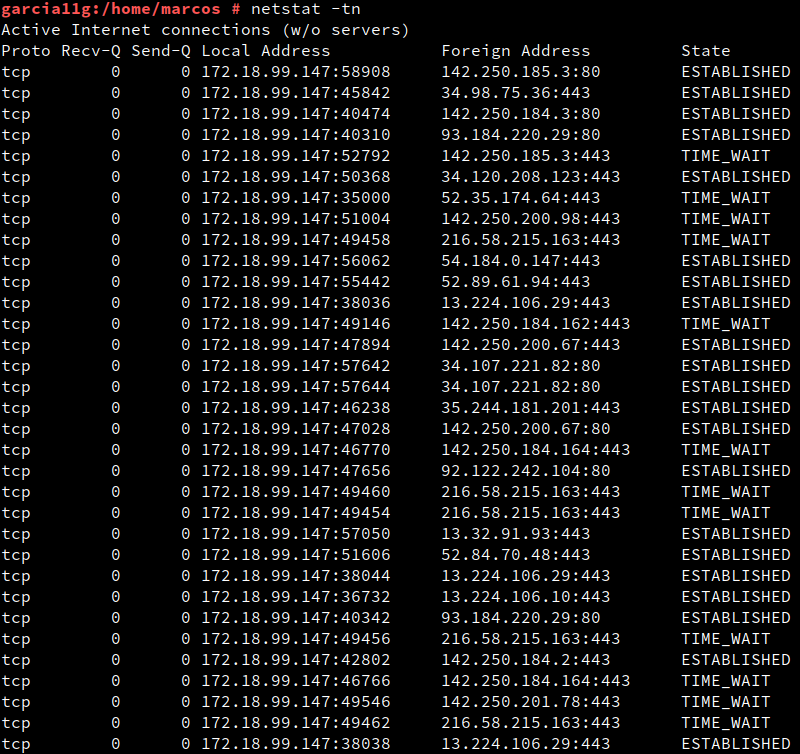 garcia11g:/home/marcos # netstat -tn
Active Internet connections (w/o servers)
Proto Recv-Q Send-Q Local Address           Foreign Address         State
tcp        0      0 172.18.99.147:58908     142.250.185.3:80        ESTABLISHED
tcp        0      0 172.18.99.147:45842     34.98.75.36:443         ESTABLISHED
tcp        0      0 172.18.99.147:40474     142.250.184.3:80        ESTABLISHED
tcp        0      0 172.18.99.147:40310     93.184.220.29:80        ESTABLISHED
tcp        0      0 172.18.99.147:52792     142.250.185.3:443       TIME_WAIT
tcp        0      0 172.18.99.147:50368     34.120.208.123:443      ESTABLISHED
tcp        0      0 172.18.99.147:35000     52.35.174.64:443        TIME_WAIT
tcp        0      0 172.18.99.147:51004     142.250.200.98:443      TIME_WAIT
tcp        0      0 172.18.99.147:49458     216.58.215.163:443      TIME_WAIT
tcp        0      0 172.18.99.147:56062     54.184.0.147:443        ESTABLISHED
tcp        0      0 172.18.99.147:55442     52.89.61.94:443         ESTABLISHED
tcp        0      0 172.18.99.147:38036     13.224.106.29:443       ESTABLISHED
tcp        0      0 172.18.99.147:49146     142.250.184.162:443     TIME_WAIT
tcp        0      0 172.18.99.147:47894     142.250.200.67:443      ESTABLISHED
tcp        0      0 172.18.99.147:57642     34.107.221.82:80        ESTABLISHED
tcp        0      0 172.18.99.147:57644     34.107.221.82:80        ESTABLISHED
tcp        0      0 172.18.99.147:46238     35.244.181.201:443      ESTABLISHED
tcp        0      0 172.18.99.147:47028     142.250.200.67:80       ESTABLISHED
tcp        0      0 172.18.99.147:46770     142.250.184.164:443     TIME_WAIT
tcp        0      0 172.18.99.147:47656     92.122.242.104:80       ESTABLISHED
tcp        0      0 172.18.99.147:49460     216.58.215.163:443      TIME_WAIT
tcp        0      0 172.18.99.147:49454     216.58.215.163:443      TIME_WAIT
tcp        0      0 172.18.99.147:57050     13.32.91.93:443         ESTABLISHED
tcp        0      0 172.18.99.147:51606     52.84.70.48:443         ESTABLISHED
tcp        0      0 172.18.99.147:38044     13.224.106.29:443       ESTABLISHED
tcp        0      0 172.18.99.147:36732     13.224.106.10:443       ESTABLISHED
tcp        0      0 172.18.99.147:40342     93.184.220.29:80        ESTABLISHED
tcp        0      0 172.18.99.147:49456     216.58.215.163:443      TIME_WAIT
tcp        0      0 172.18.99.147:42802     142.250.184.2:443       ESTABLISHED
tcp        0      0 172.18.99.147:46766     142.250.184.164:443     TIME_WAIT
tcp        0      0 172.18.99.147:49546     142.250.201.78:443      TIME_WAIT
tcp        0      0 172.18.99.147:49462     216.58.215.163:443      TIME_WAIT
tcp        0      0 172.18.99.147:38038     13.224.106.29:443       ESTABLISHED